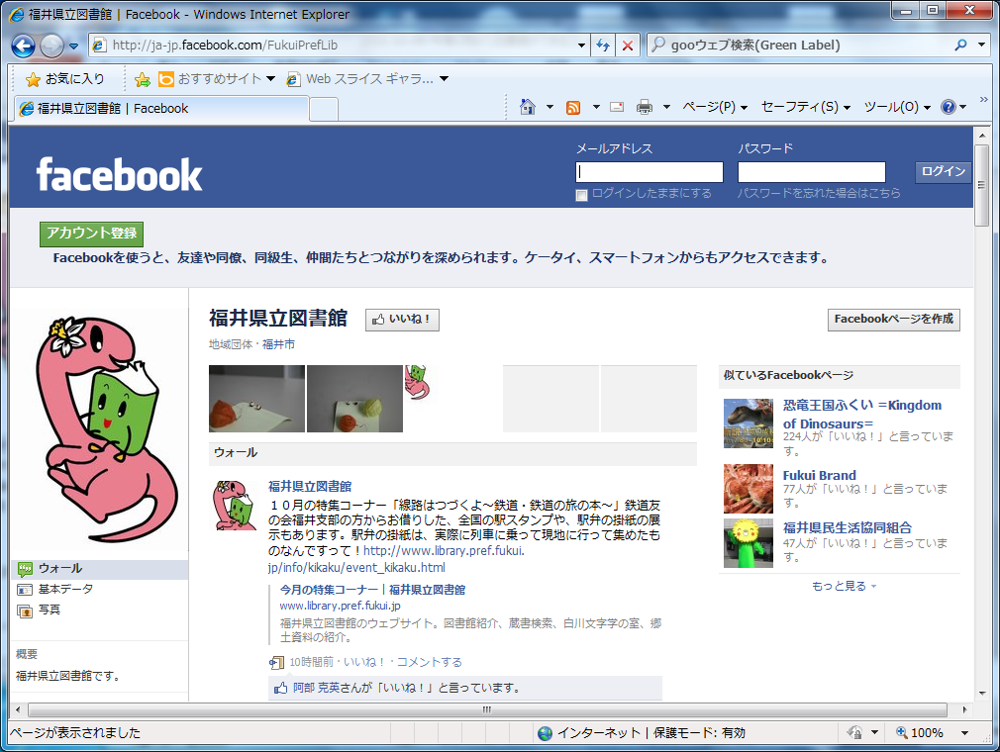 福井県立図書館 | Facebook - Windows Internet Explorer
http://ja-jp.facebook.com/FukuiPrefLib
gooウェブ検索(Green Label)
お気に入り
おすすめサイト
Web スライス ギャラ...
福井県立図書館 | Facebook
ページ(P)
セーフティ(S)
ツール(O)
facebook
メールアドレス
パスワード
ログイン
ログインしたままにする
パスワードを忘れた場合はこちら
アカウント登録
Facebookを使うと、友達や同僚、同級生、仲間たちとつながりを深められます。ケータイ、スマートフォンからもアクセスできます。
福井県立図書館
いいね！
Facebookページを作成
地域団体・福井市
ウォール
福井県立図書館
１０月の特集コーナー「線路はつづくよ～鉄道・鉄道の旅の本～」鉄道友
の会福井支部の方からお借りした、全国の駅スタンプや、駅弁の掛紙の展
示もあります。駅弁の掛紙は、実際に列車に乗って現地に行って集めたも
のなんですって！http://www.library.pref.fukui.
jp/info/kikaku/event_kikaku.html
今月の特集コーナー | 福井県立図書館
www.library.pref.fukui.jp
福井県立図書館のウェブサイト。図書館紹介、蔵書検索、白川文字学の室、郷
土資料の紹介。
10時間前・いいね！・コメントする
阿部 克英さんが「いいね！」と言っています。
似ているFacebookページ
恐竜王国ふくい =Kingdom
of Dinosaurs=
224人が「いいね！」と言っていま
す。
Fukui Brand
77人が「いいね！」と言っていま
す。
福井県民生活協同組合
47人が「いいね！」と言っていま
す。
もっと見る
ウォール
基本データ
写真
概要
福井県立図書館です。
ページが表示されました
インターネット | 保護モード: 有効
100%